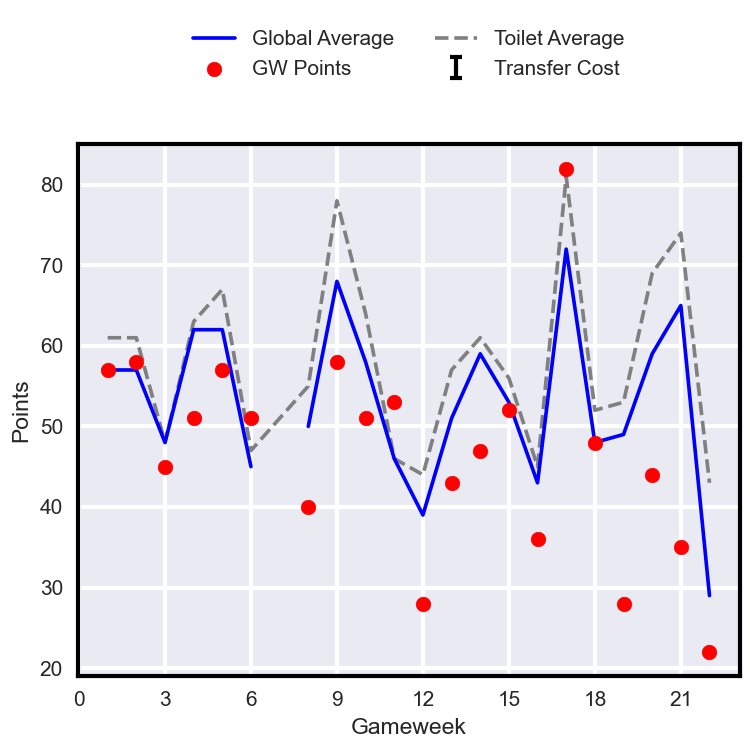 Global Average
Toilet Average
GW Points
Transfer Cost
80
70
60
50
40
30
20
Points
0 3 6 9 12 15 18 21
Gameweek